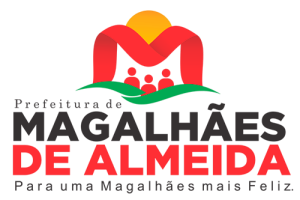 Prefeitura de
MAGALHÃES
DE ALMEIDA
Para uma Magalhães mais Feliz.